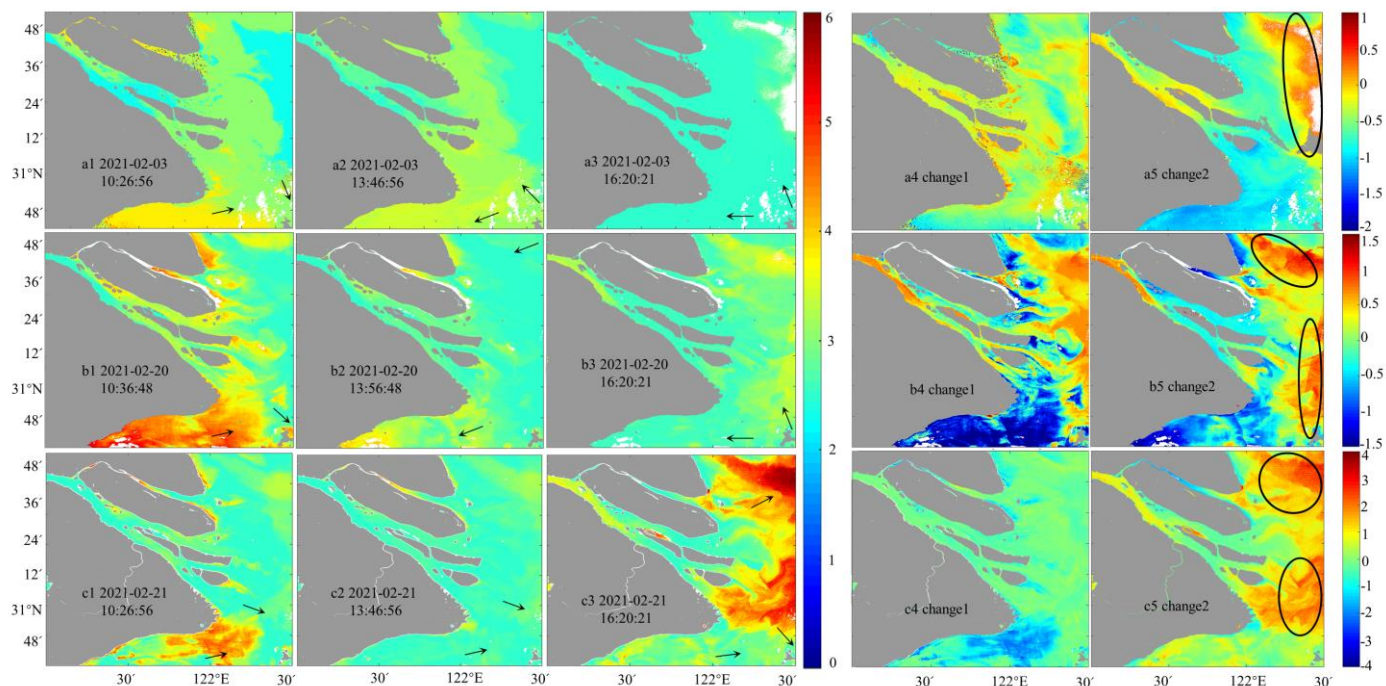 48′
36′
24′
12′
31°N
48′
a1 2021-02-03
10:26:56
a2 2021-02-03
13:46:56
a3 2021-02-03
16:20:21
6
5
4
3
2
1
0
a4 change1
a5 change2
1
0.5
0
-0.5
-1
-1.5
-2
48′
36′
24′
12′
31°N
48′
b1 2021-02-20
10:36:48
b2 2021-02-20
13:56:48
b3 2021-02-20
16:20:21
b4 change1
b5 change2
1.5
1
0.5
0
-0.5
-1
-1.5
48′
36′
24′
12′
31°N
48′
c1 2021-02-21
10:26:56
c2 2021-02-21
13:46:56
c3 2021-02-21
16:20:21
c4 change1
c5 change2
4
3
2
1
0
-1
-2
-3
-4
30′ 122°E 30′ 30′ 122°E 30′ 30′ 122°E 30′ 30′ 122°E 30′ 122°E 30′